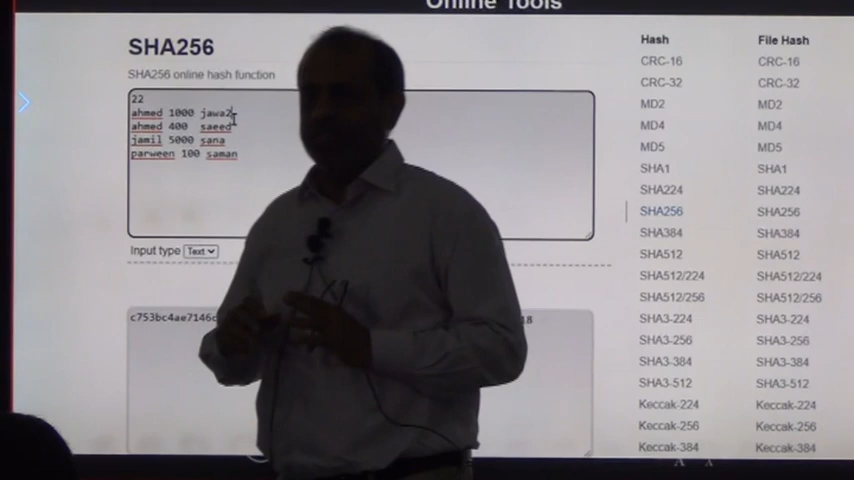 Online Tools
SHA256
SHA256 online hash function
22
ahmed 1000 jawa2
ahmed 400 saeed
jamil 5000 sana
parween 100 saman
Input type Text
c753bc4ae7146
Hash
CRC-16
CRC-32
MD2
MD4
MD5
SHA1
SHA224
SHA256
SHA384
SHA512
SHA512/224
SHA512/256
SHA3-224
SHA3-256
SHA3-384
SHA3-512
Keccak-224
Keccak-256
Keccak-384
File Hash
CRC-16
CRC-32
MD2
MD4
MD5
SHA1
SHA224
SHA256
SHA384
SHA512
SHA512/224
SHA512/256
SHA3-224
SHA3-256
SHA3-384
SHA3-512
Keccak-224
Keccak-256
Keccak-384